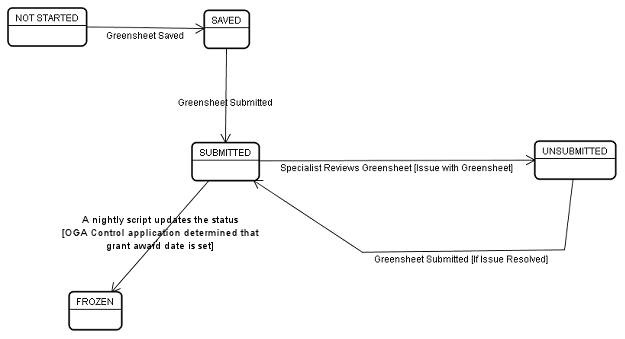 NOT STARTED
SAVED
Greensheet Saved
Greensheet Submitted
SUBMITTED
UNSUBMITTED
Specialist Reviews Greensheet [Issue with Greensheet]
A nightly script updates the status
[OGA Control application determined that
grant award date is set]
Greensheet Submitted [If Issue Resolved]
FROZEN